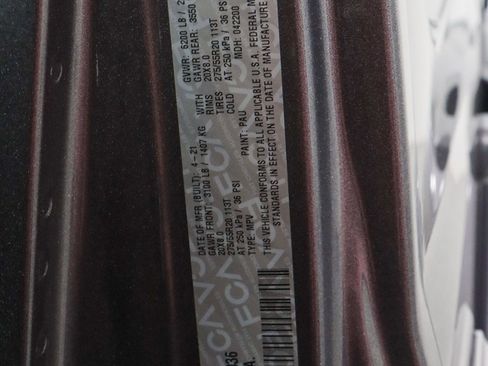 DATE OF MFR (BUILT): 4-21 GVWR: 6200 LB / 2
GAWR FRONT: 3100 LB / 1407 KG WITH GAWR REAR: 3550
20X8.0 RIMS 20X8.0
275/55R20 113T TIRES 275/55R20 113T
AT 250 kPa / 36 PSI COLD AT 250 kPa / 36 PSI
TYPE: MPV PAINT: PAU MDH: 042200
THIS VEHICLE CONFORMS TO ALL APPLICABLE U.S.A. FEDERAL M
STANDARDS IN EFFECT ON THE DATE OF MANUFACTURE
936
A.
FCA